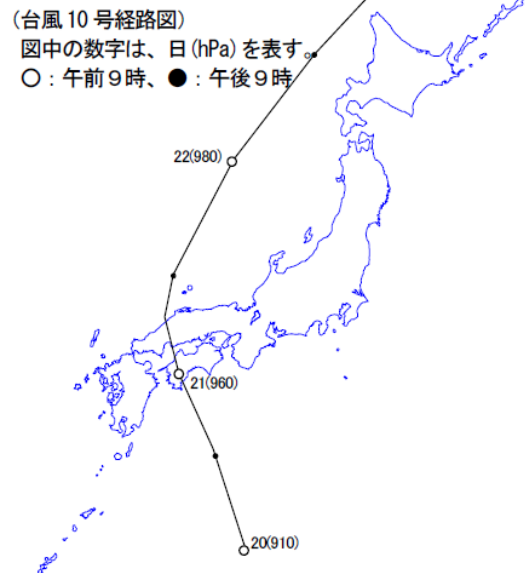 （台風10号経路図）
図中の数字は、日(hPa)を表す。
○：午前９時、●：午後９時
22(980)
21(960)
20(910)